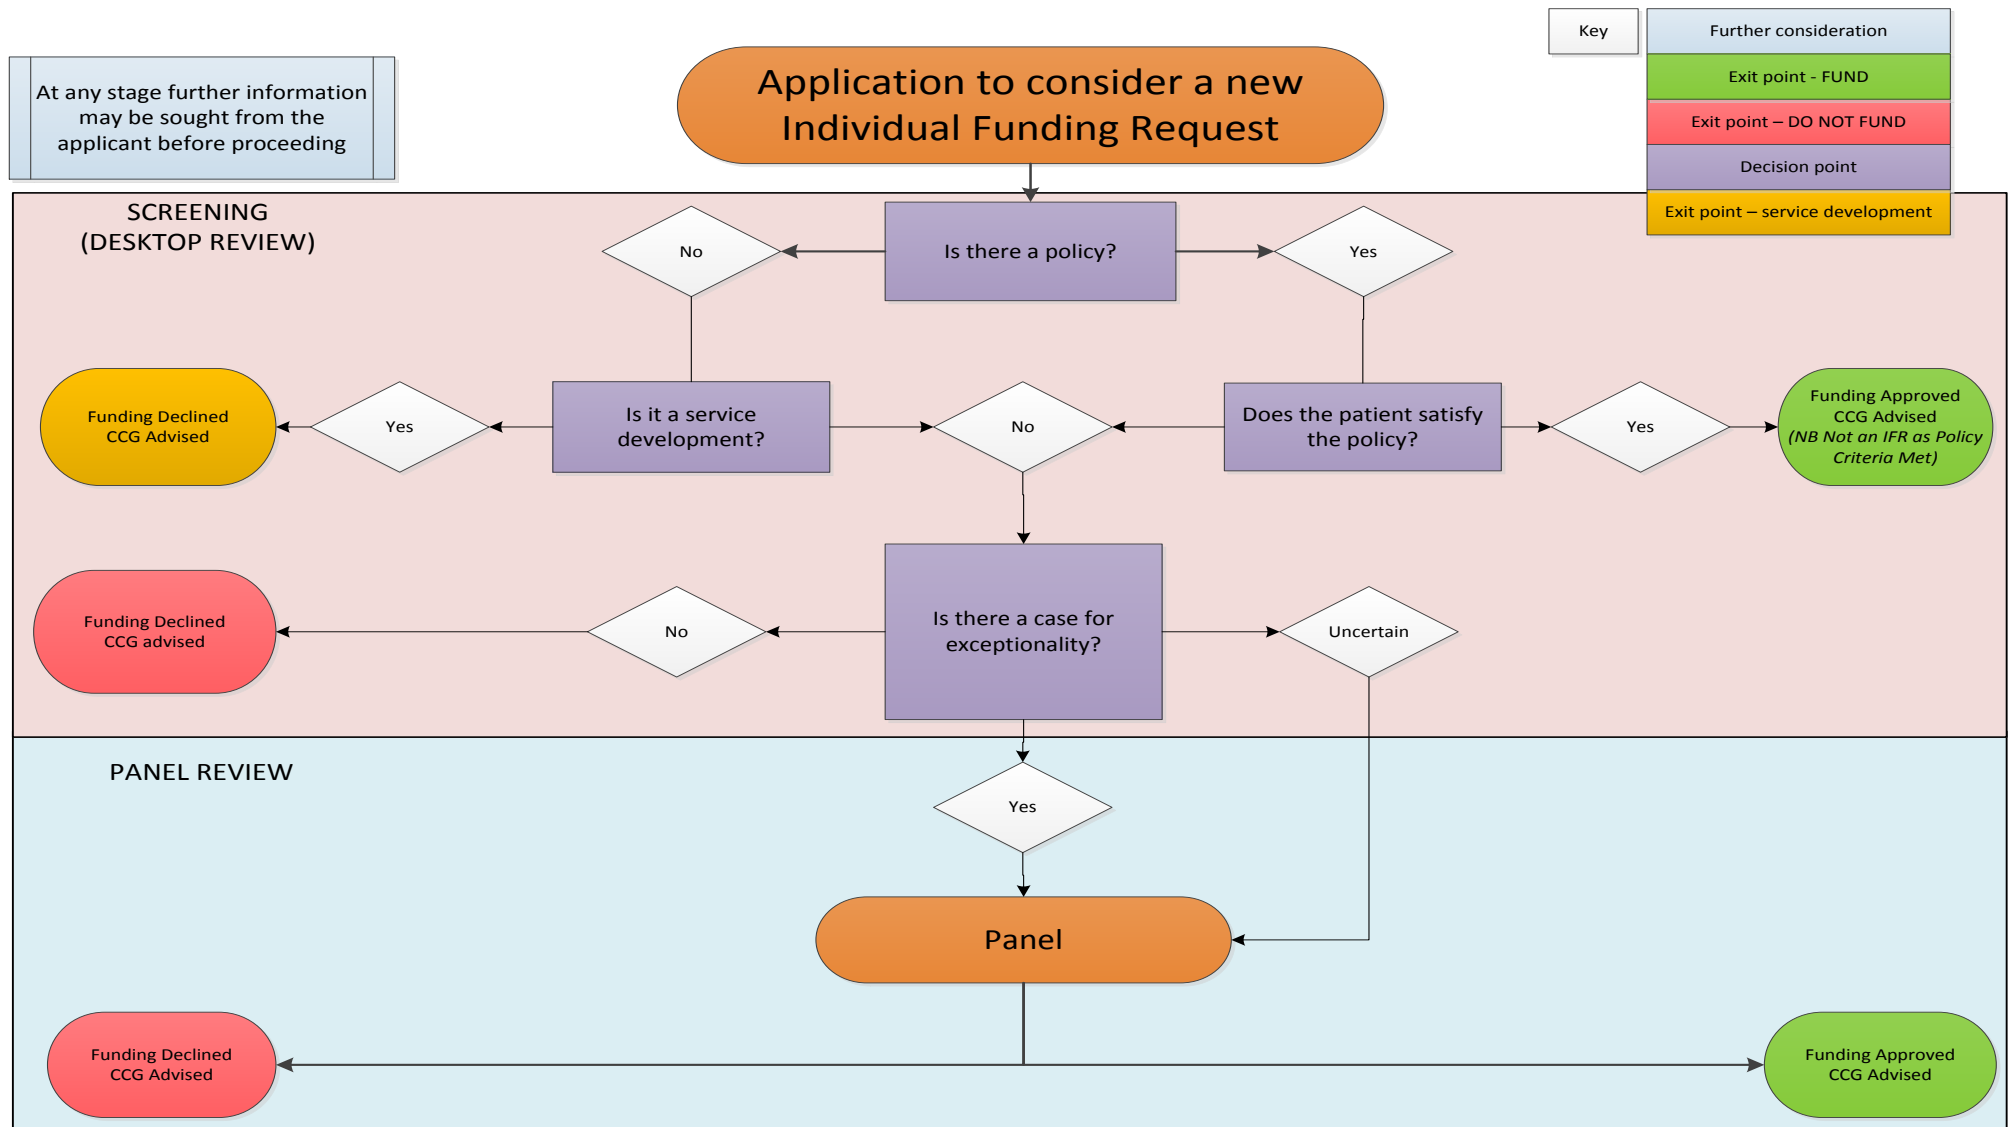 Key
Further consideration
Exit point - FUND
Exit point – DO NOT FUND
Decision point
Exit point – service development
At any stage further information
may be sought from the
applicant before proceeding
Application to consider a new
Individual Funding Request
SCREENING
(DESKTOP REVIEW)
No
Is there a policy?
Yes
Funding Declined
CCG Advised
Yes
Is it a service
development?
No
Does the patient satisfy
the policy?
Yes
Funding Approved
CCG Advised
(NB Not an IFR as Policy
Criteria Met)
Funding Declined
CCG advised
No
Is there a case for
exceptionality?
Uncertain
PANEL REVIEW
Yes
Panel
Funding Declined
CCG Advised
Funding Approved
CCG Advised